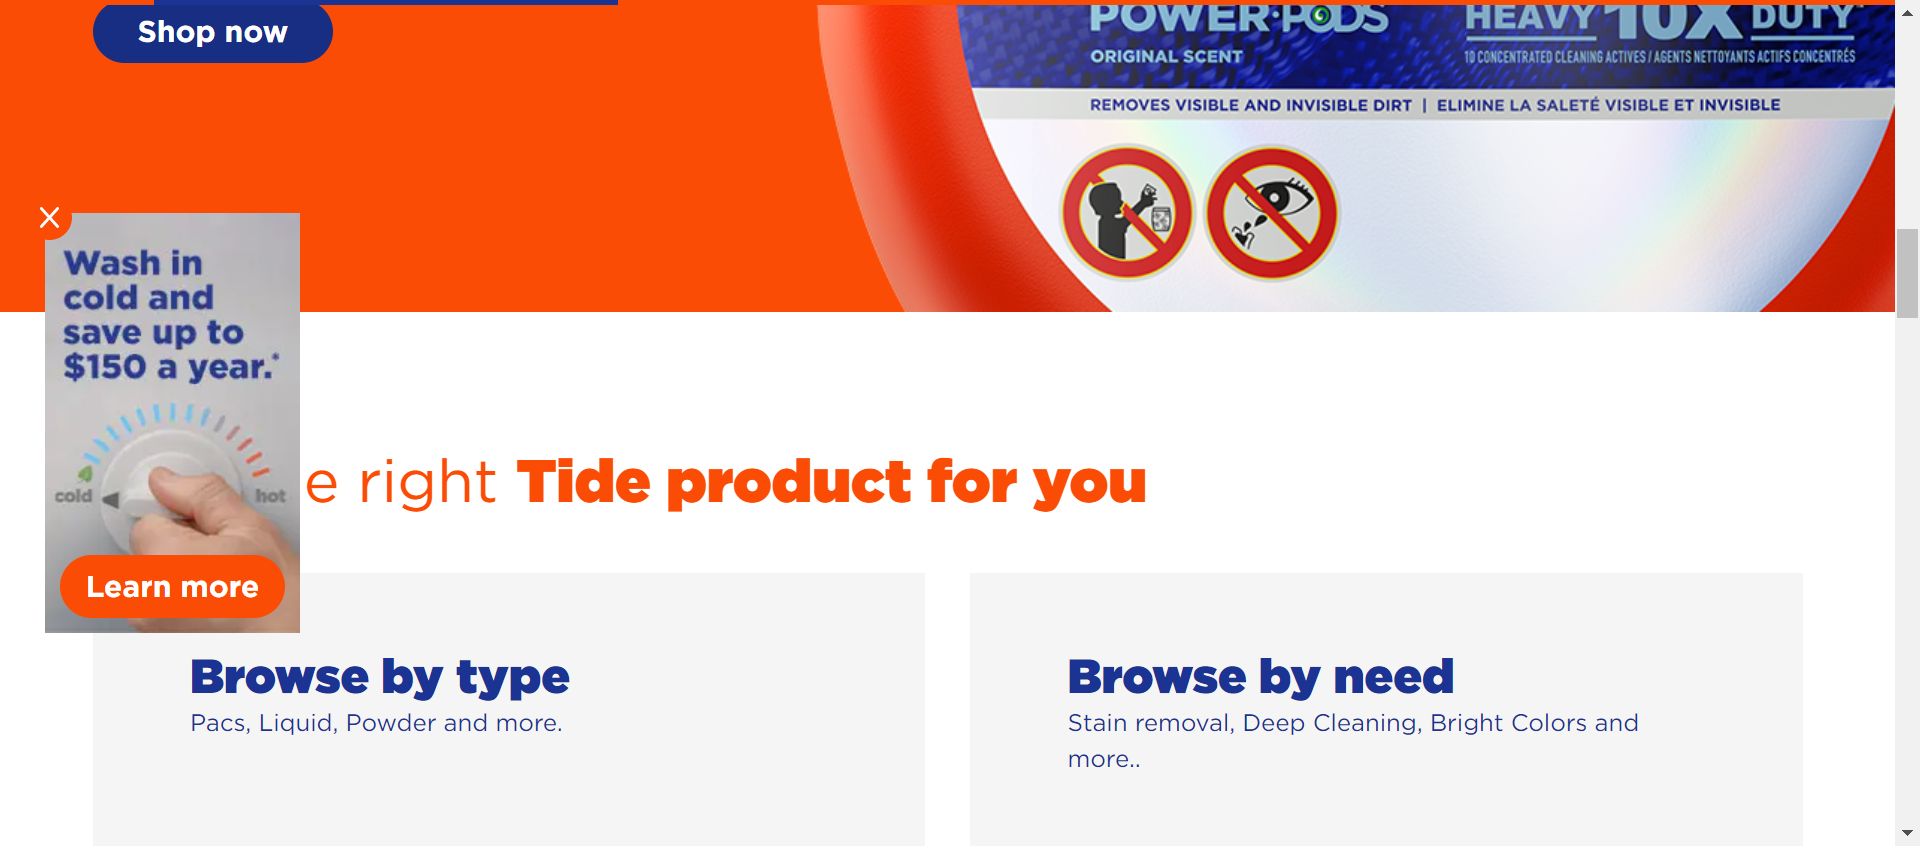 Shop now
POWER PODS
HEAVY 10X DUTY
ORIGINAL SCENT
10 CONCENTRATED CLEANING ACTIVES / AGENTS NETTOYANTS ACTIFS CONCENTRÉS
REMOVES VISIBLE AND INVISIBLE DIRT | ELIMINE LA SALETÉ VISIBLE ET INVISIBLE
Wash in
cold and
save up to
$150 a year.*
cold
hot
Learn more
e right Tide product for you
Browse by type
Pacs, Liquid, Powder and more.
Browse by need
Stain removal, Deep Cleaning, Bright Colors and
more..